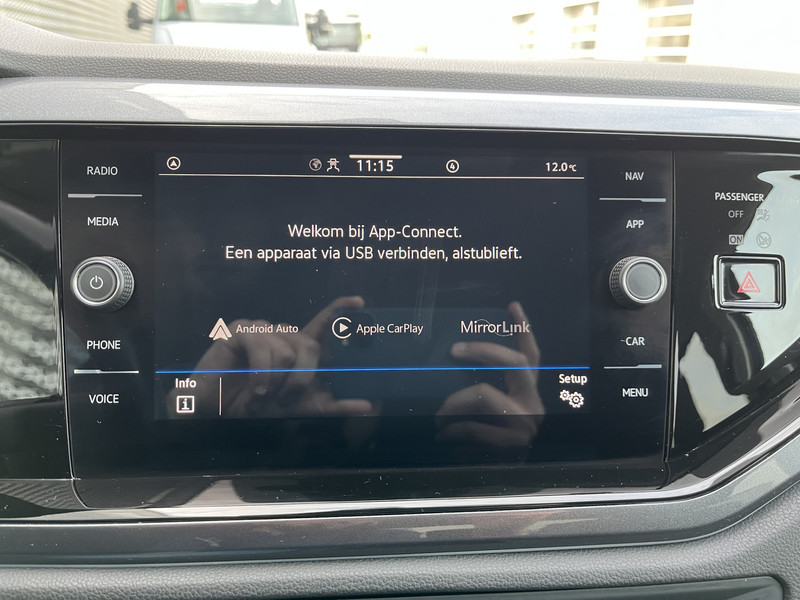 RADIO
MEDIA
PHONE
VOICE
11:15
4
12.0°C
Welkom bij App-Connect.
Een apparaat via USB verbinden, alstublieft.
Android Auto
Apple CarPlay
MirrorLink
Info
i
Setup
NAV
APP
CAR
MENU
PASSENGER
OFF
ON